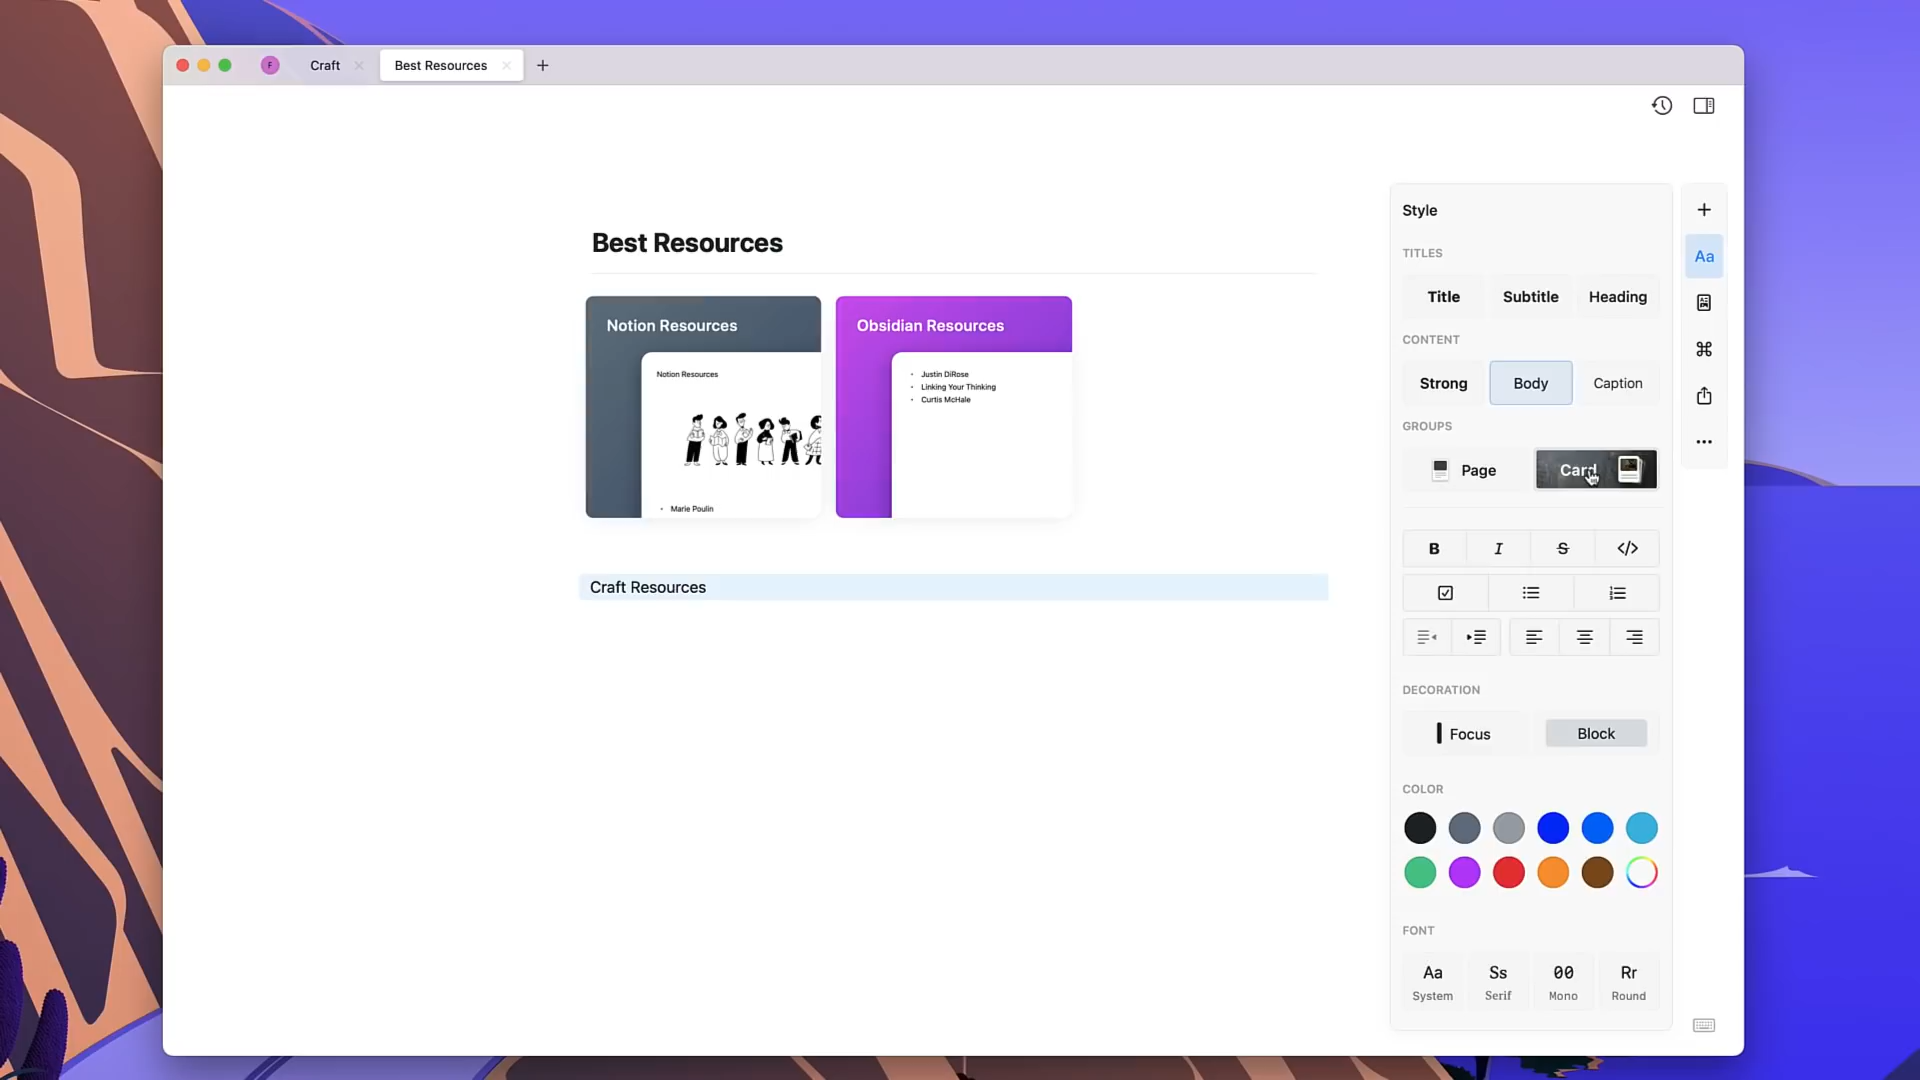 F
Craft
Best Resources
Best Resources
Notion Resources
Notion Resources
• Marie Poulin
Obsidian Resources
• Justin DiRose
• Linking Your Thinking
• Curtis McHale
Craft Resources
Style
TITLES
Title Subtitle Heading
CONTENT
Strong Body Caption
GROUPS
Page Card
B I S </>
DECORATION
Focus Block
COLOR
FONT
Aa Ss 00 Rr
System Serif Mono Round
Aa